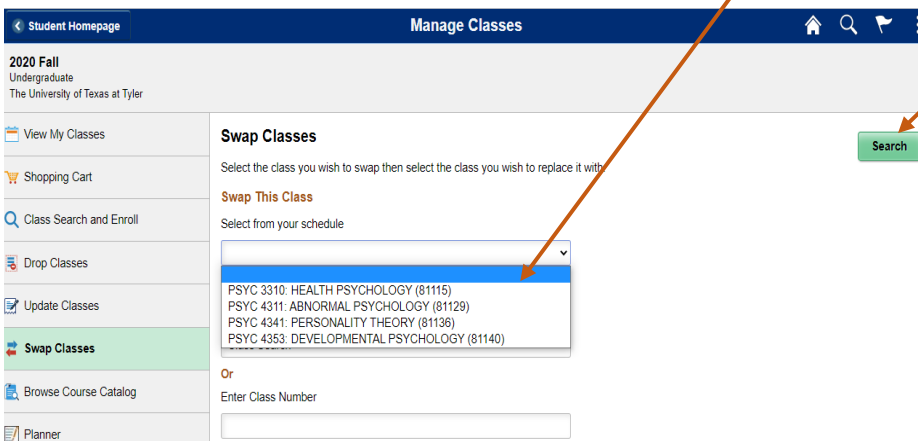 Student Homepage
Manage Classes
2020 Fall
Undergraduate
The University of Texas at Tyler
View My Classes
Shopping Cart
Class Search and Enroll
Drop Classes
Update Classes
Swap Classes
Browse Course Catalog
Planner
Swap Classes
Search
Select the class you wish to swap then select the class you wish to replace it with.
Swap This Class
Select from your schedule
PSYC 3310: HEALTH PSYCHOLOGY (81115)
PSYC 4311: ABNORMAL PSYCHOLOGY (81129)
PSYC 4341: PERSONALITY THEORY (81136)
PSYC 4353: DEVELOPMENTAL PSYCHOLOGY (81140)
Or
Enter Class Number